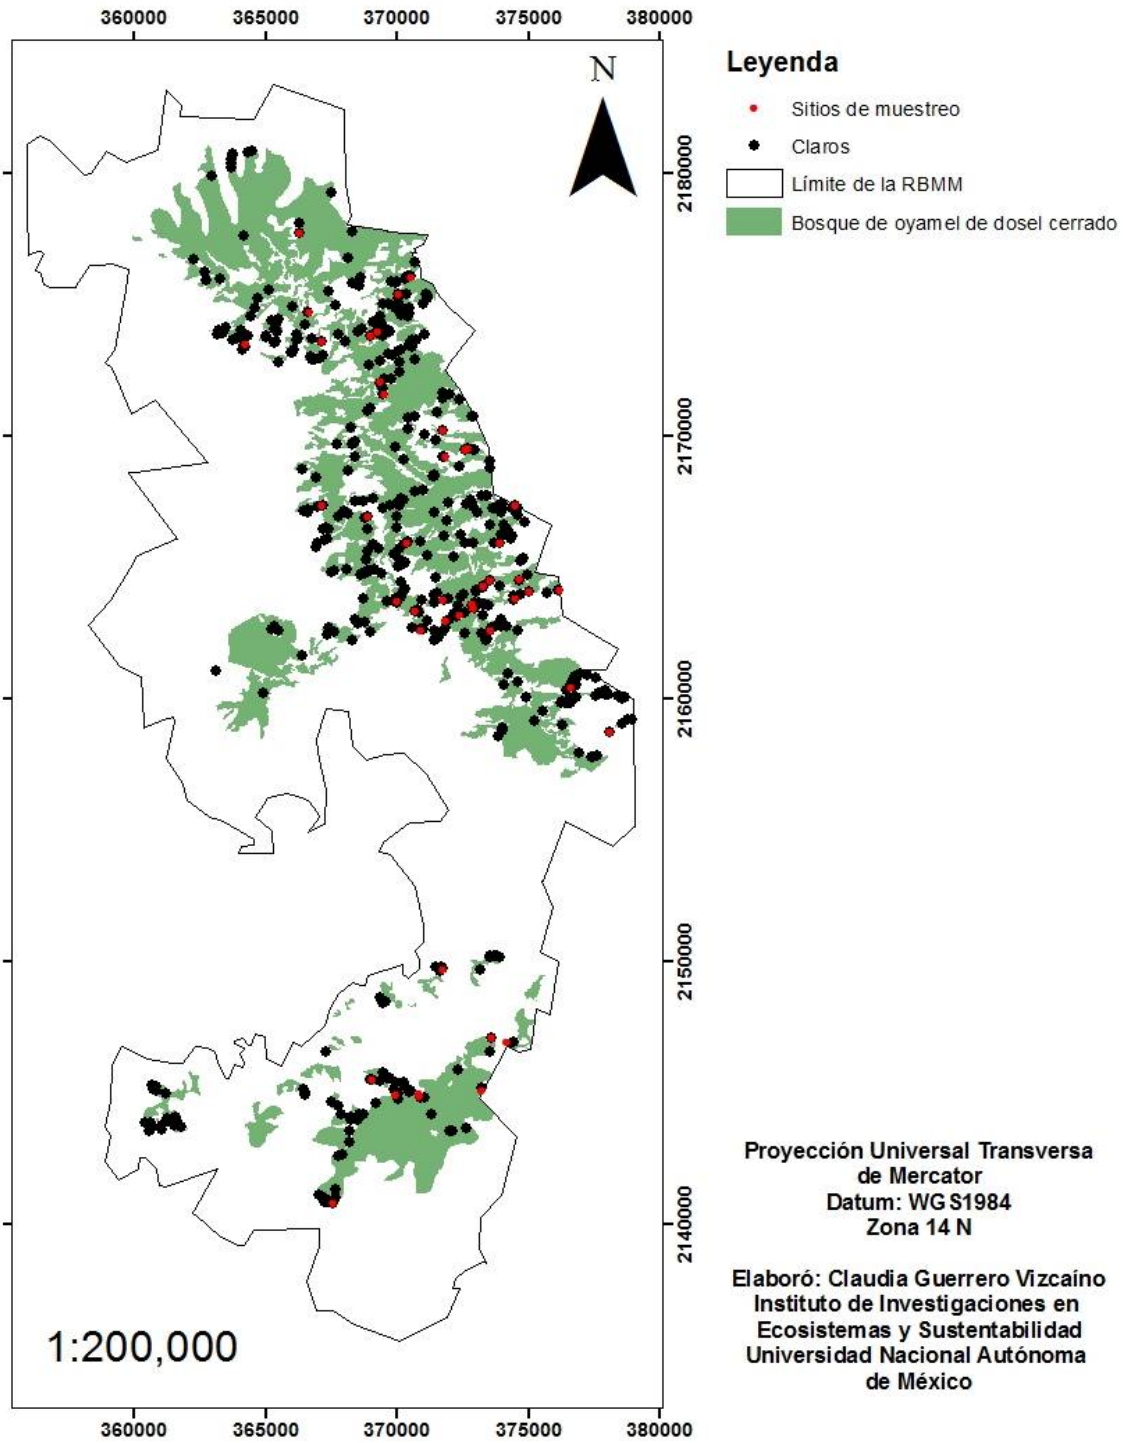 360000 365000 370000 375000 380000
N
Leyenda
Sitios de muestreo
Claros
Límite de la RBMM
Bosque de oyamel de dosel cerrado
2180000
2170000
2160000
2150000
2140000
Proyección Universal Transversa
de Mercator
Datum: WGS1984
Zona 14 N
Elaboró: Claudia Guerrero Vizcaíno
Instituto de Investigaciones en
Ecosistemas y Sustentabilidad
Universidad Nacional Autónoma
de México
1:200,000
360000 365000 370000 375000 380000